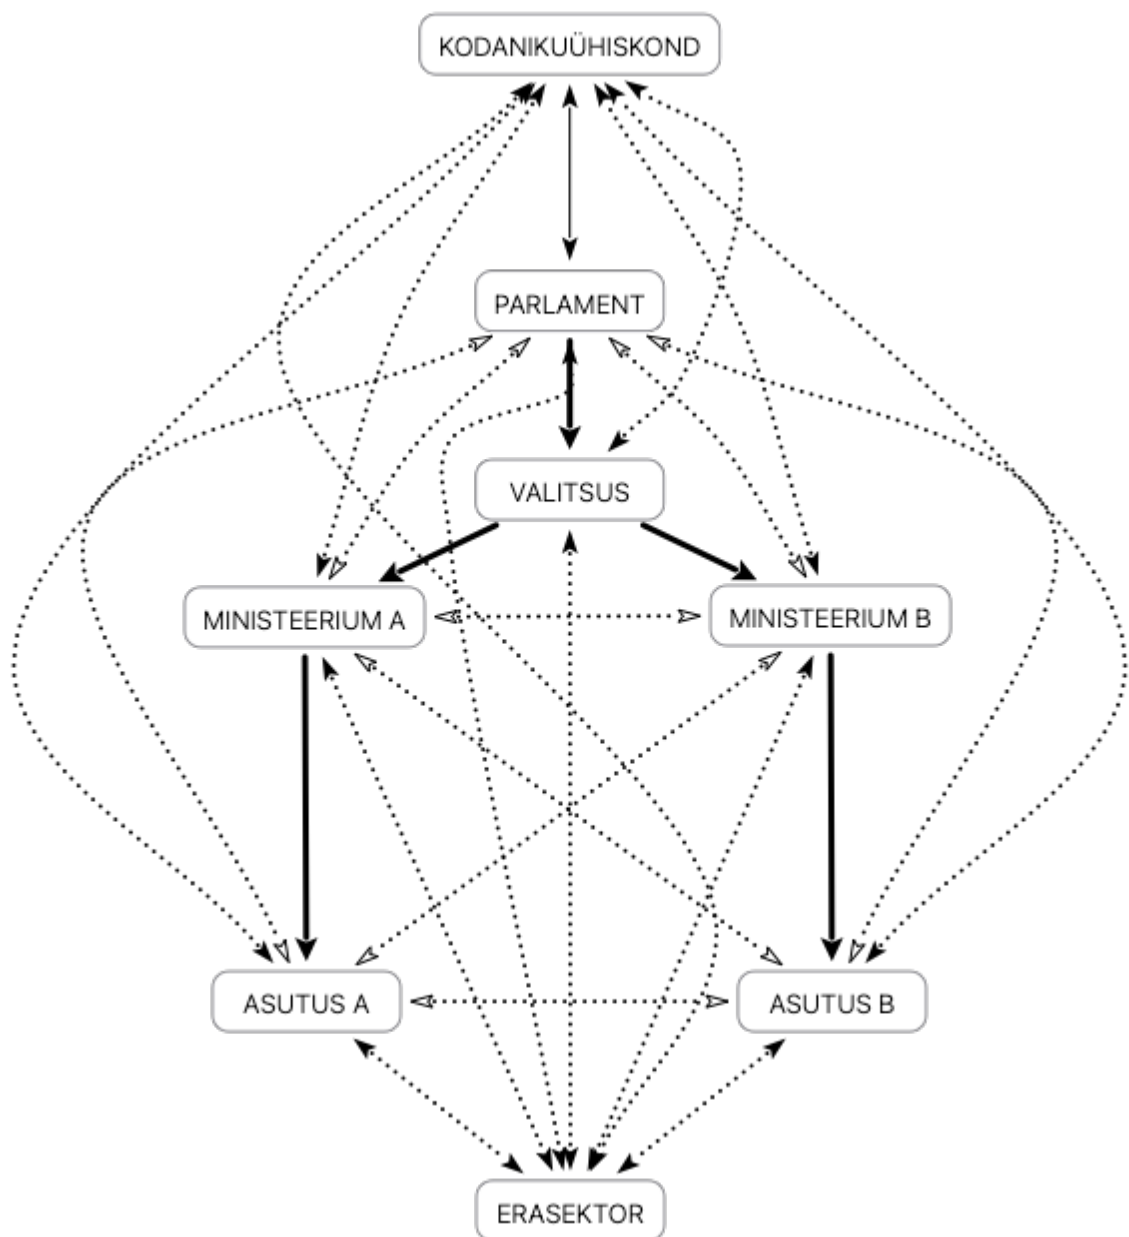 KODANIKUÜHISKOND
PARLAMENT
VALITSUS
MINISTEERIUM A
MINISTEERIUM B
ASUTUS A
ASUTUS B
ERASEKTOR